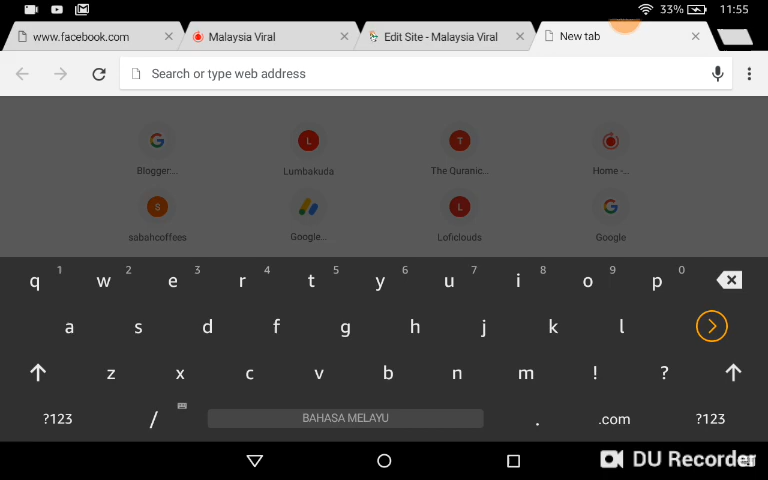 33% 11:55
www.facebook.com Malaysia Viral Edit Site - Malaysia Viral New tab
Search or type web address
Blogger:... Lumbakuda The Quranic... Home -...
sabahcoffees Google... Loficlouds Google
q 1 w 2 e 3 r 4 t 5 y 6 u 7 i 8 o 9 p 0
a s d f g h j k l
z x c v b n m ! ?
?123 / BAHASA MELAYU . .com ?123
DU Recorder